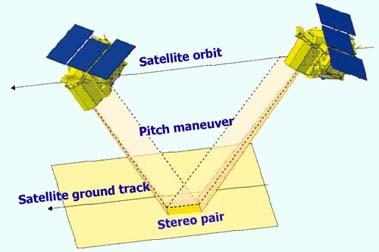 Satellite orbit
Pitch maneuver
Satellite ground track
Stereo pair